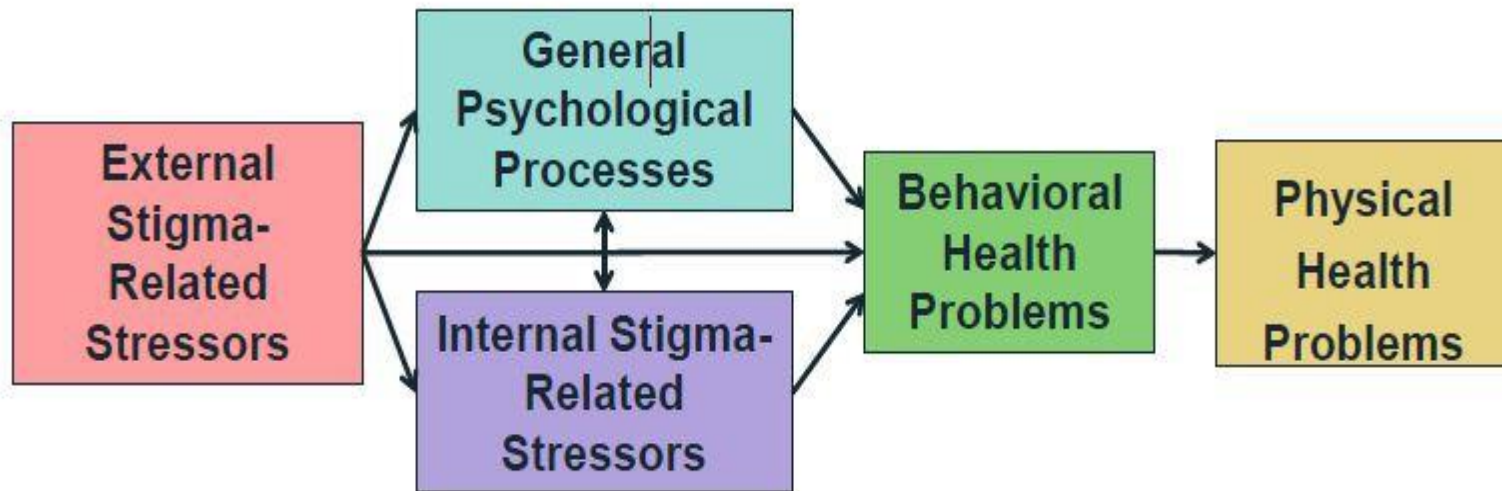 External
Stigma-
Related
Stressors
General
Psychological
Processes
Internal Stigma-
Related
Stressors
Behavioral
Health
Problems
Physical
Health
Problems